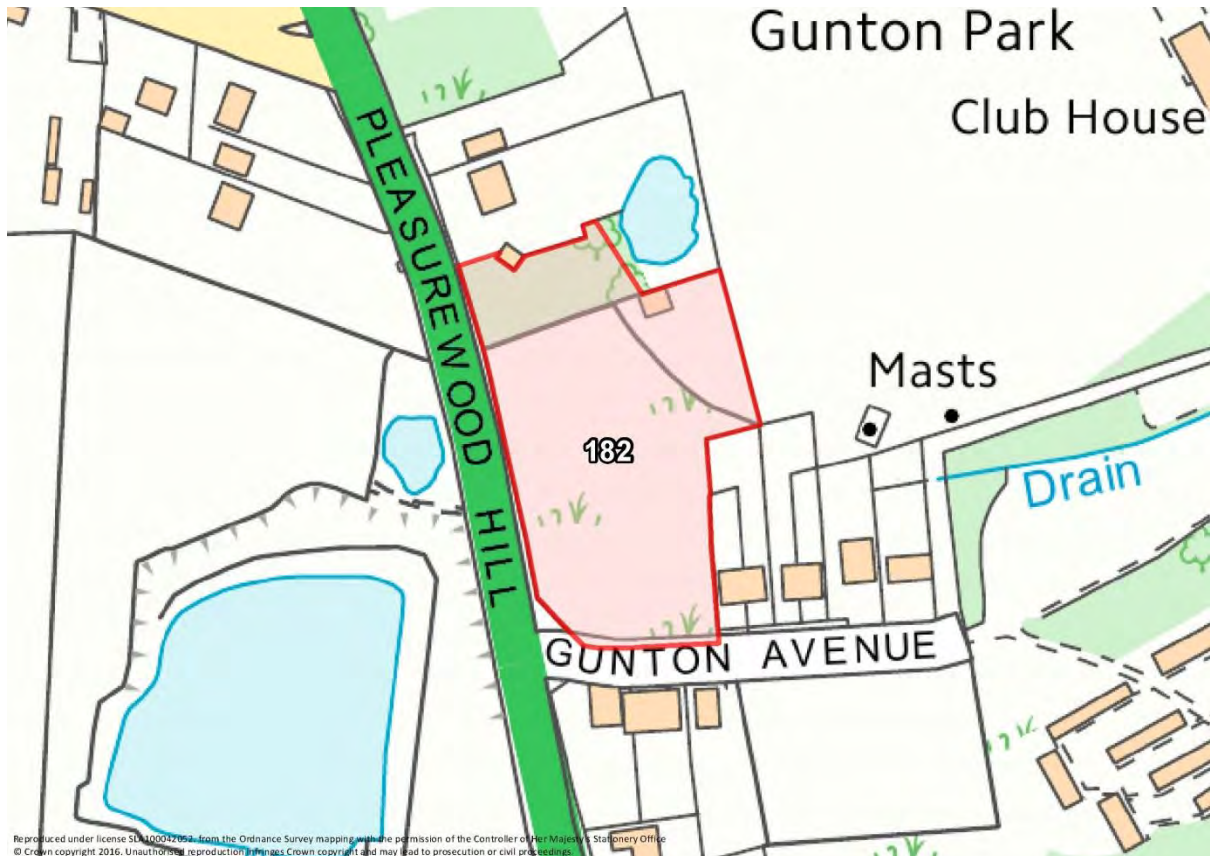 Gunton Park
Club House
PLEASUREWOOD HILL
Masts
182
Drain
GUNTON AVENUE
Reproduced under license SLA100042052. from the Ordnance Survey mapping with the permission of the Controller of Her Majesty's Stationery Office
© Crown copyright 2016. Unauthorised reproduction infringes Crown copyright and may lead to prosecution or civil proceedings.